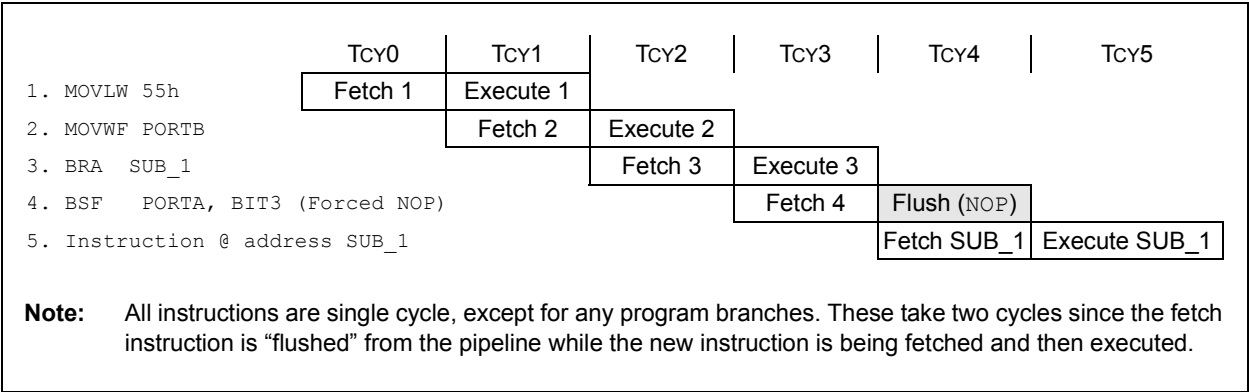 TCY0 TCY1 TCY2 TCY3 TCY4 TCY5
1. MOVLW 55h Fetch 1 Execute 1
2. MOVWF PORTB Fetch 2 Execute 2
3. BRA SUB_1 Fetch 3 Execute 3
4. BSF PORTA, BIT3 (Forced NOP) Fetch 4 Flush (NOP)
5. Instruction @ address SUB_1 Fetch SUB_1 Execute SUB_1
Note: All instructions are single cycle, except for any program branches. These take two cycles since the fetch
instruction is “flushed” from the pipeline while the new instruction is being fetched and then executed.